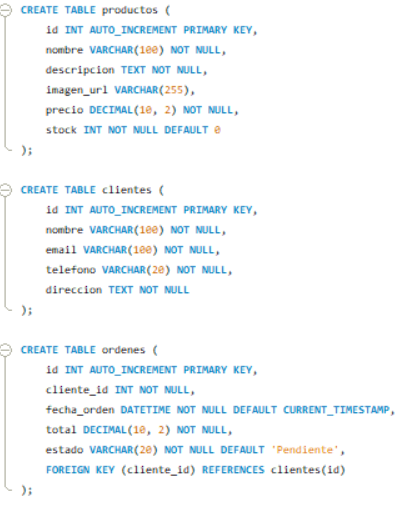 CREATE TABLE productos (
id INT AUTO_INCREMENT PRIMARY KEY,
nombre VARCHAR(100) NOT NULL,
descripcion TEXT NOT NULL,
imagen_url VARCHAR(255),
precio DECIMAL(10, 2) NOT NULL,
stock INT NOT NULL DEFAULT 0
);
CREATE TABLE clientes (
id INT AUTO_INCREMENT PRIMARY KEY,
nombre VARCHAR(100) NOT NULL,
email VARCHAR(100) NOT NULL,
telefono VARCHAR(20) NOT NULL,
direccion TEXT NOT NULL
);
CREATE TABLE ordenes (
id INT AUTO_INCREMENT PRIMARY KEY,
cliente_id INT NOT NULL,
fecha_orden DATETIME NOT NULL DEFAULT CURRENT_TIMESTAMP,
total DECIMAL(10, 2) NOT NULL,
estado VARCHAR(20) NOT NULL DEFAULT 'Pendiente',
FOREIGN KEY (cliente_id) REFERENCES clientes(id)
);